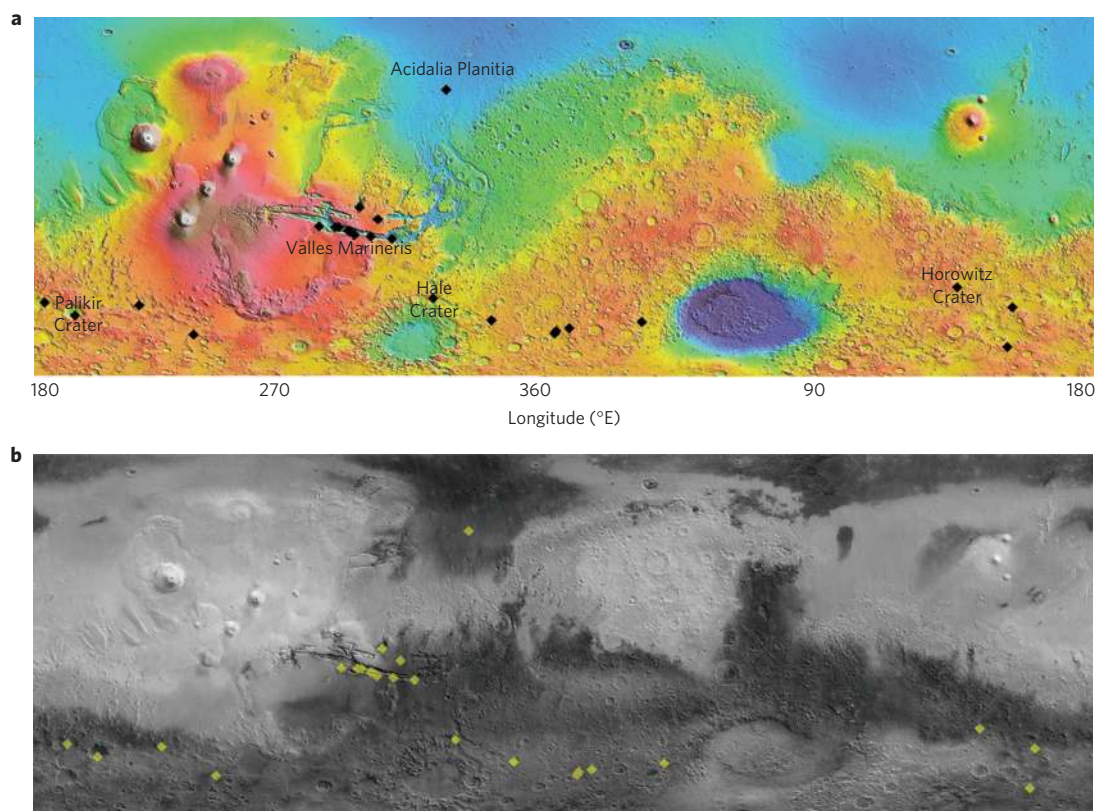 a
Acidalia Planitia
Valles Marineris
Palikir
Crater
Hale
Crater
Horowitz
Crater
180
270
360
90
180
Longitude (°E)
b